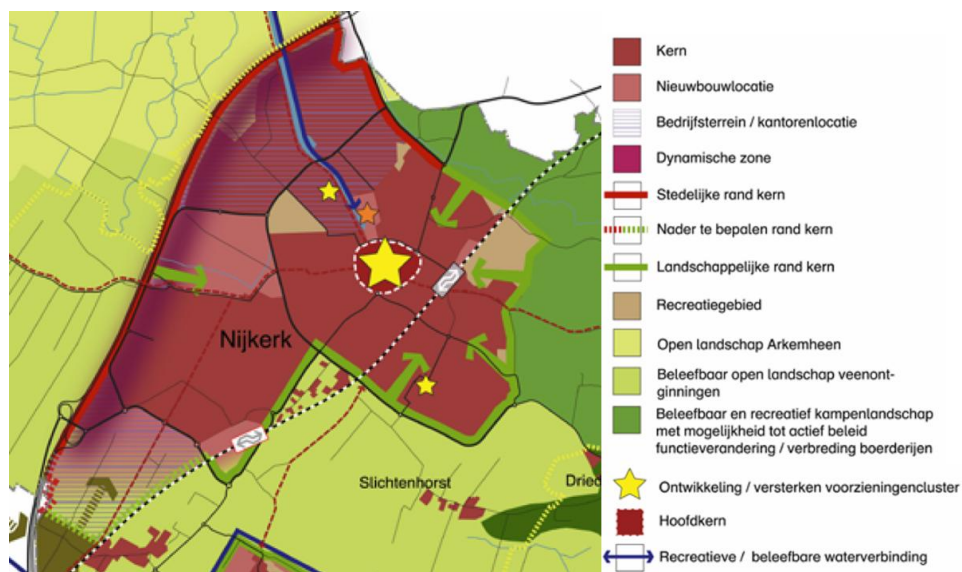 Nijkerk
Slichtenhorst
Dried
Kern
Nieuwbouwlocatie
Bedrijfsterrein / kantorenlocatie
Dynamische zone
Stedelijke rand kern
Nader te bepalen rand kern
Landschappelijke rand kern
Recreatiegebied
Open landschap Arkemheen
Beleefbaar open landschap veenont-
ginningen
Beleefbaar en recreatief kampenlandschap
met mogelijkheid tot actief beleid
functieverandering / verbreding boerderijen
Ontwikkeling / versterken voorzieningencluster
Hoofdkern
Recreatieve / beleefbare waterverbinding